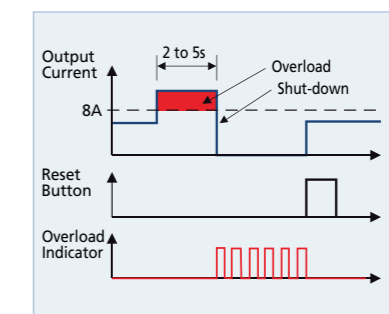 Output
Current
2 to 5s
Overload
Shut-down
8A
Reset
Button
Overload
Indicator